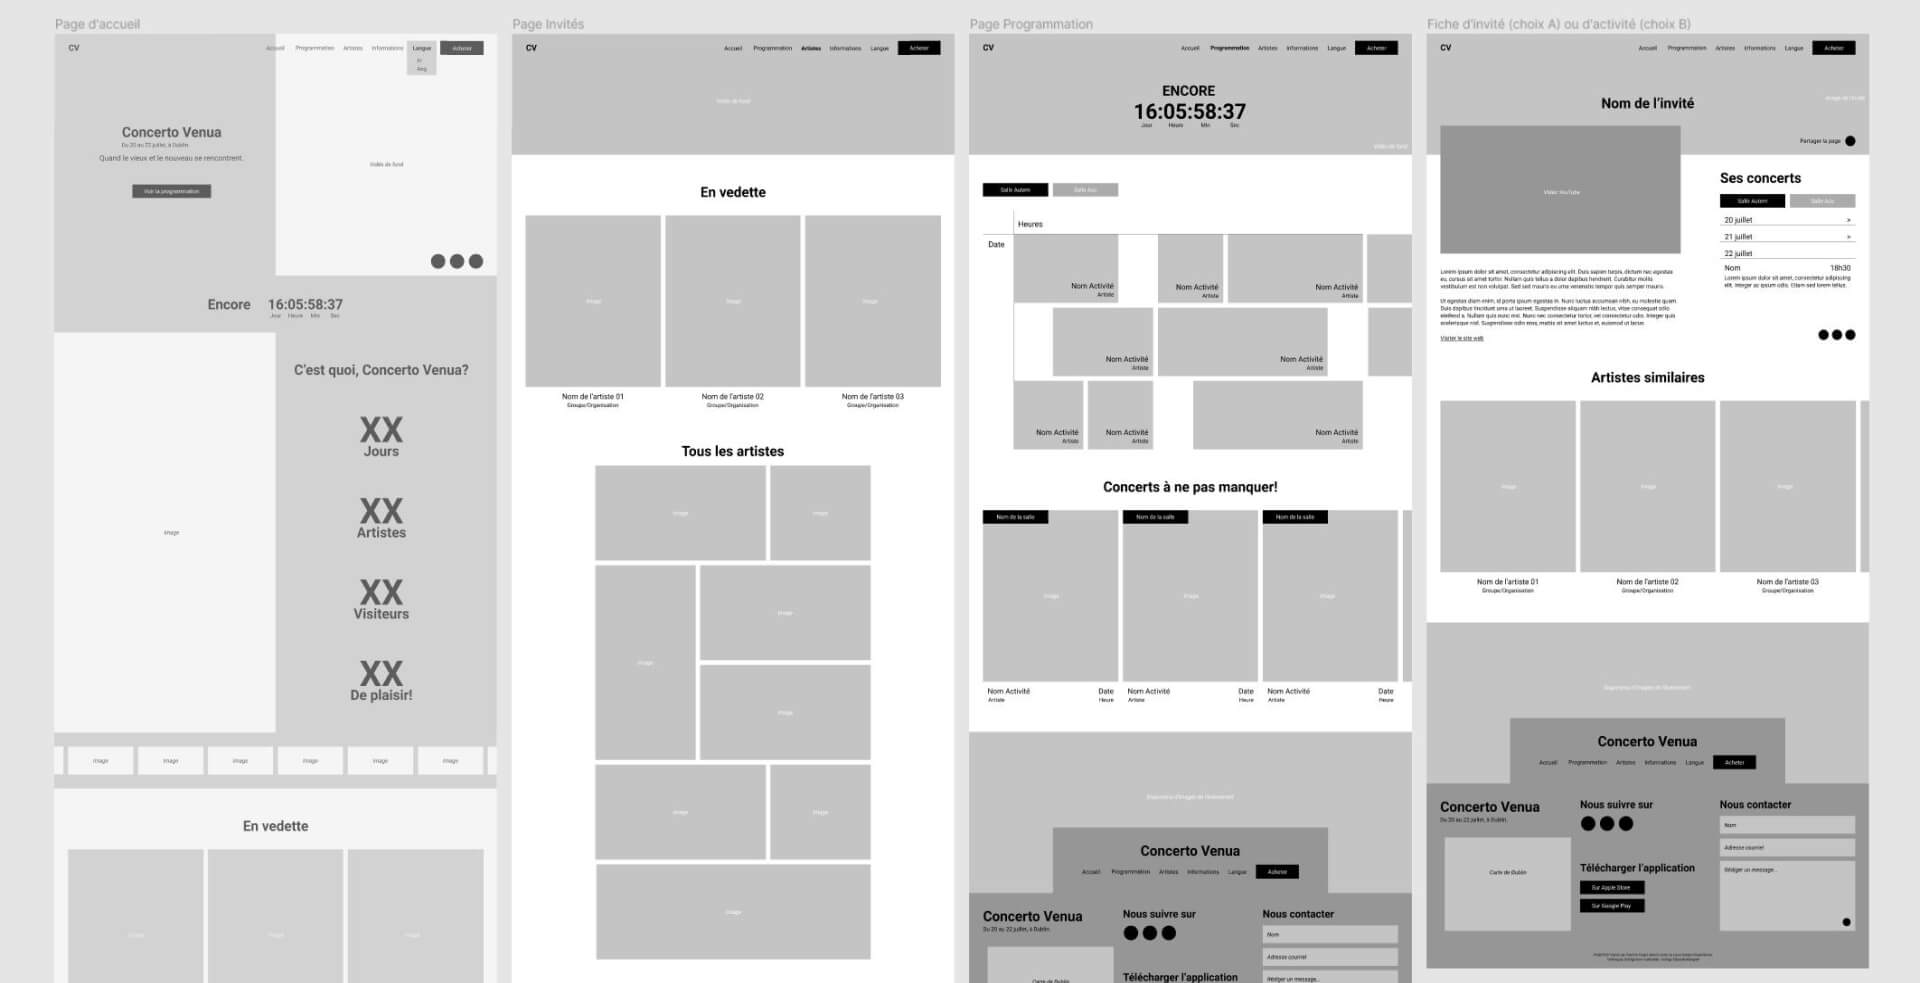 Page d'accueil
CV
Accueil Programmation Artistes Informations Langue Acheter
Fr
Ang
Concerto Venua
Du 20 au 22 juillet, à Dublin.
Quand le vieux et le nouveau se rencontrent.
Voir la programmation
Vidéo de fond
Encore 16:05:58:37
Jour Heure Min Sec
C'est quoi, Concerto Venua?
XX
Jours
XX
Artistes
XX
Visiteurs
XX
De plaisir!
Image
Image Image Image Image Image Image
En vedette
Image Image Image
Page Invités
CV
Accueil Programmation Artistes Informations Langue Acheter
Vidéo de fond
En vedette
Image Image Image
Nom de l'artiste 01 Nom de l'artiste 02 Nom de l'artiste 03
Groupe/Organisation Groupe/Organisation Groupe/Organisation
Tous les artistes
Image Image
Image
Image
Image
Image Image
Image
Page Programmation
CV
Accueil Programmation Artistes Informations Langue Acheter
ENCORE
16:05:58:37
Jour Heure Min Sec
Vidéo de fond
Salle Autem Salle Acu
Heures
Date
Nom Activité Nom Activité Nom Activité
Artiste Artiste Artiste
Nom Activité Nom Activité
Artiste Artiste
Nom Activité Nom Activité Nom Activité
Artiste Artiste Artiste
Concerts à ne pas manquer!
Nom de la salle Nom de la salle Nom de la salle
Image Image Image
Nom Activité Date Nom Activité Date Nom Activité Date
Artiste Heure Artiste Heure Artiste Heure
Diaporama d'images de l'événement
Concerto Venua
Accueil Programmation Artistes Informations Langue Acheter
Concerto Venua
Du 20 au 22 juillet, à Dublin.
Carte de Dublin
Nous suivre sur
Télécharger l'application
Nous contacter
Nom
Adresse courriel
Rédiger un message...
Fiche d'invité (choix A) ou d'activité (choix B)
CV
Accueil Programmation Artistes Informations Langue Acheter
Nom de l'invité
Image de l'invité
Partager la page
Vidéo YouTube
Ses concerts
Salle Autem Salle Acu
20 juillet >
21 juillet >
22 juillet
Nom 18h30
Lorem ipsum dolor sit amet, consectetur adipiscing
elit. Integer ac ipsum odio. Etiam sed lorem tellus.
Lorem ipsum dolor sit amet, consectetur adipiscing elit. Duis sapien turpis, dictum nec egestas
eu, cursus sit amet tortor. Nullam quis tellus a dolor dapibus hendrerit. Curabitur mollis
vestibulum est non volutpat. Sed sed mauris eu urna venenatis tempor quis semper mauris.
Ut egestas diam enim, id porta ipsum egestas in. Nunc luctus accumsan nibh, eu molestie quam.
Duis dapibus tincidunt urna ut laoreet. Suspendisse aliquam nibh lectus, vitae consequat odio
eleifend a. Nullam quis nunc nisl. Nunc nec consectetur tortor, vel consectetur odio. Integer quis
scelerisque nisl. Suspendisse odio eros, mattis sit amet luctus et, euismod ut lacus.
Visiter le site web
Artistes similaires
Image Image Image
Nom de l'artiste 01 Nom de l'artiste 02 Nom de l'artiste 03
Groupe/Organisation Groupe/Organisation Groupe/Organisation
Diaporama d'images de l'événement
Concerto Venua
Accueil Programmation Artistes Informations Langue Acheter
Concerto Venua
Du 20 au 22 juillet, à Dublin.
Carte de Dublin
Nous suivre sur
Télécharger l'application
Sur Apple Store
Sur Google Play
Nous contacter
Nom
Adresse courriel
Rédiger un message...